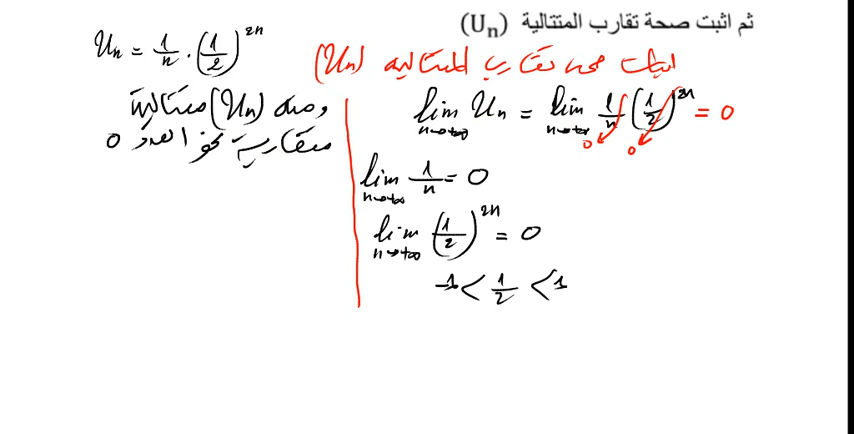 ثم اثبت صحة تقارب المتتالية (Uₙ)
Uₙ = 1/n · (1/2)²ⁿ
اثبات صحة تقارب المتتالية (Uₙ)
lim n→+∞ Uₙ = lim n→+∞ 1/n (1/2)²ⁿ = 0
0 0
lim n→+∞ 1/n = 0
lim n→+∞ (1/2)²ⁿ = 0
-1 < 1/2 < 1
ومنه (Uₙ) متتالية
متقاربة نحو العدد 0